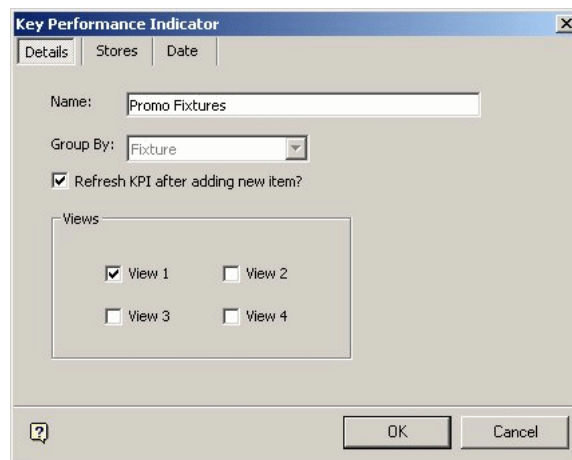 Key Performance Indicator
Details Stores Date
Name: Promo Fixtures
Group By: Fixture
Refresh KPI after adding new item?
Views
View 1 View 2
View 3 View 4
OK Cancel